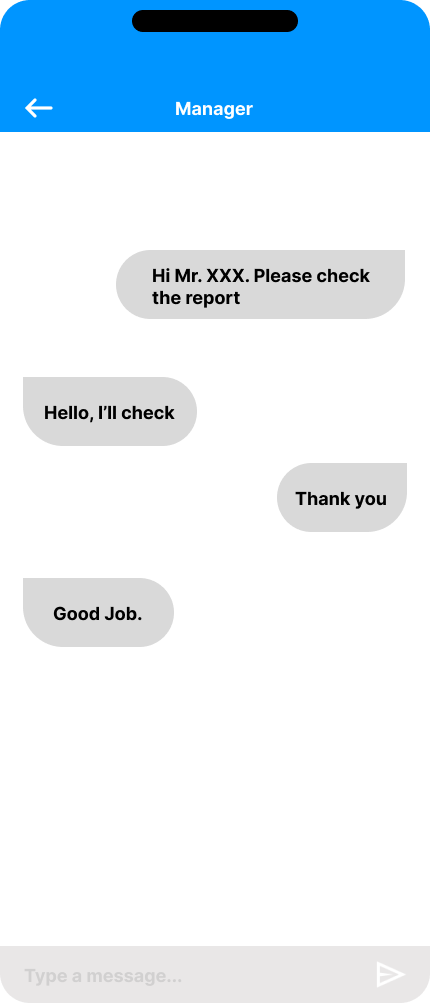 Manager
Hi Mr. XXX. Please check
the report
Hello, I’ll check
Thank you
Good Job.
Type a message...